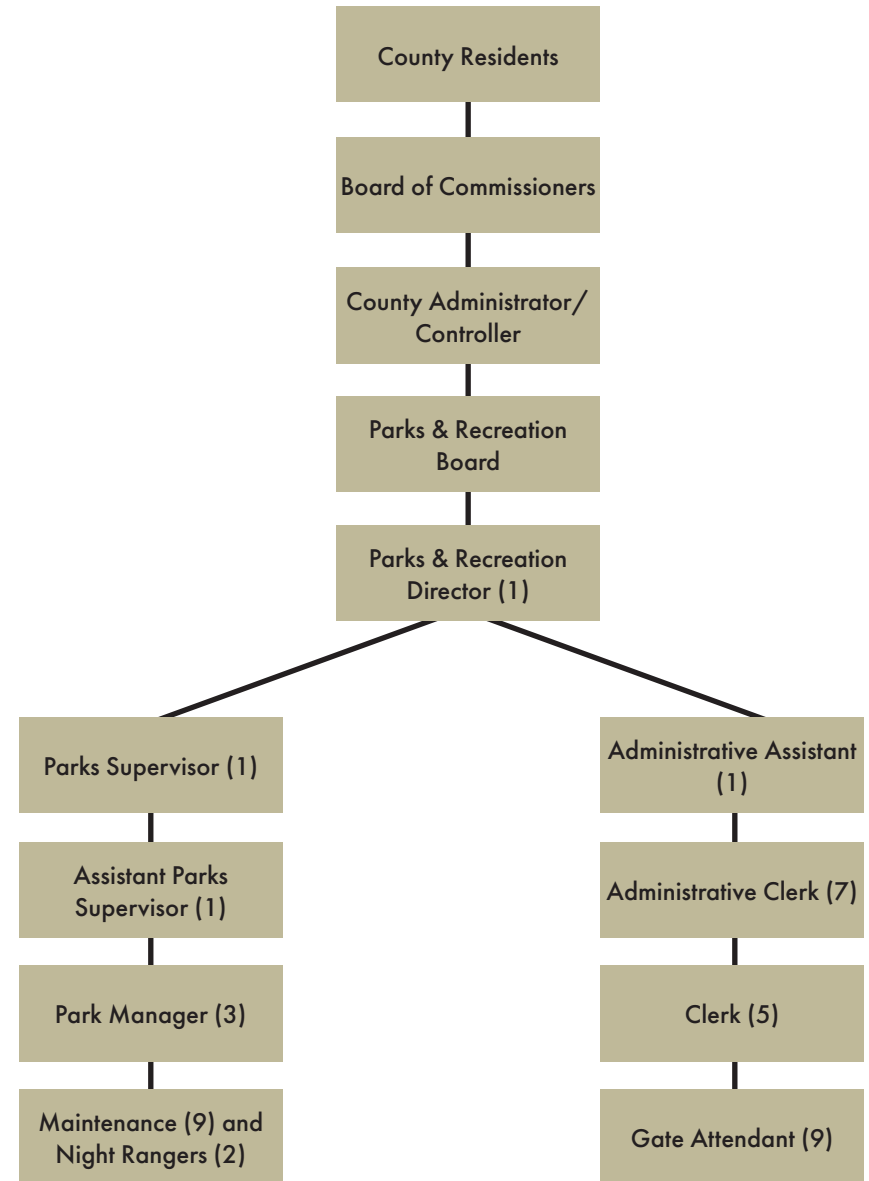 County Residents
Board of Commissioners
County Administrator/
Controller
Parks & Recreation
Board
Parks & Recreation
Director (1)
Parks Supervisor (1)
Assistant Parks
Supervisor (1)
Park Manager (3)
Maintenance (9) and
Night Rangers (2)
Administrative Assistant
(1)
Administrative Clerk (7)
Clerk (5)
Gate Attendant (9)